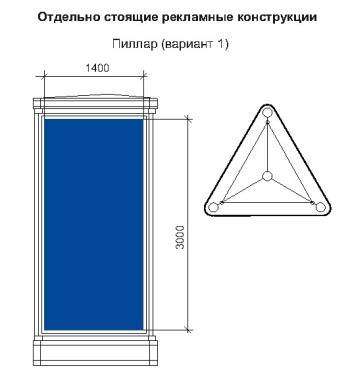 Отдельно стоящие рекламные конструкции
Пиллар (вариант 1)
1400
3000